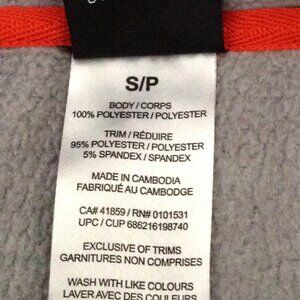 S/P
BODY / CORPS
100% POLYESTER / POLYESTER
TRIM / RÉDUIRE
95% POLYESTER / POLYESTER
5% SPANDEX / SPANDEX
MADE IN CAMBODIA
FABRIQUÉ AU CAMBODGE
CA# 41859 / RN# 0101531
UPC / CUP 686216198740
EXCLUSIVE OF TRIMS
GARNITURES NON COMPRISES
WASH WITH LIKE COLOURS
LAVER AVEC DES COULEURS